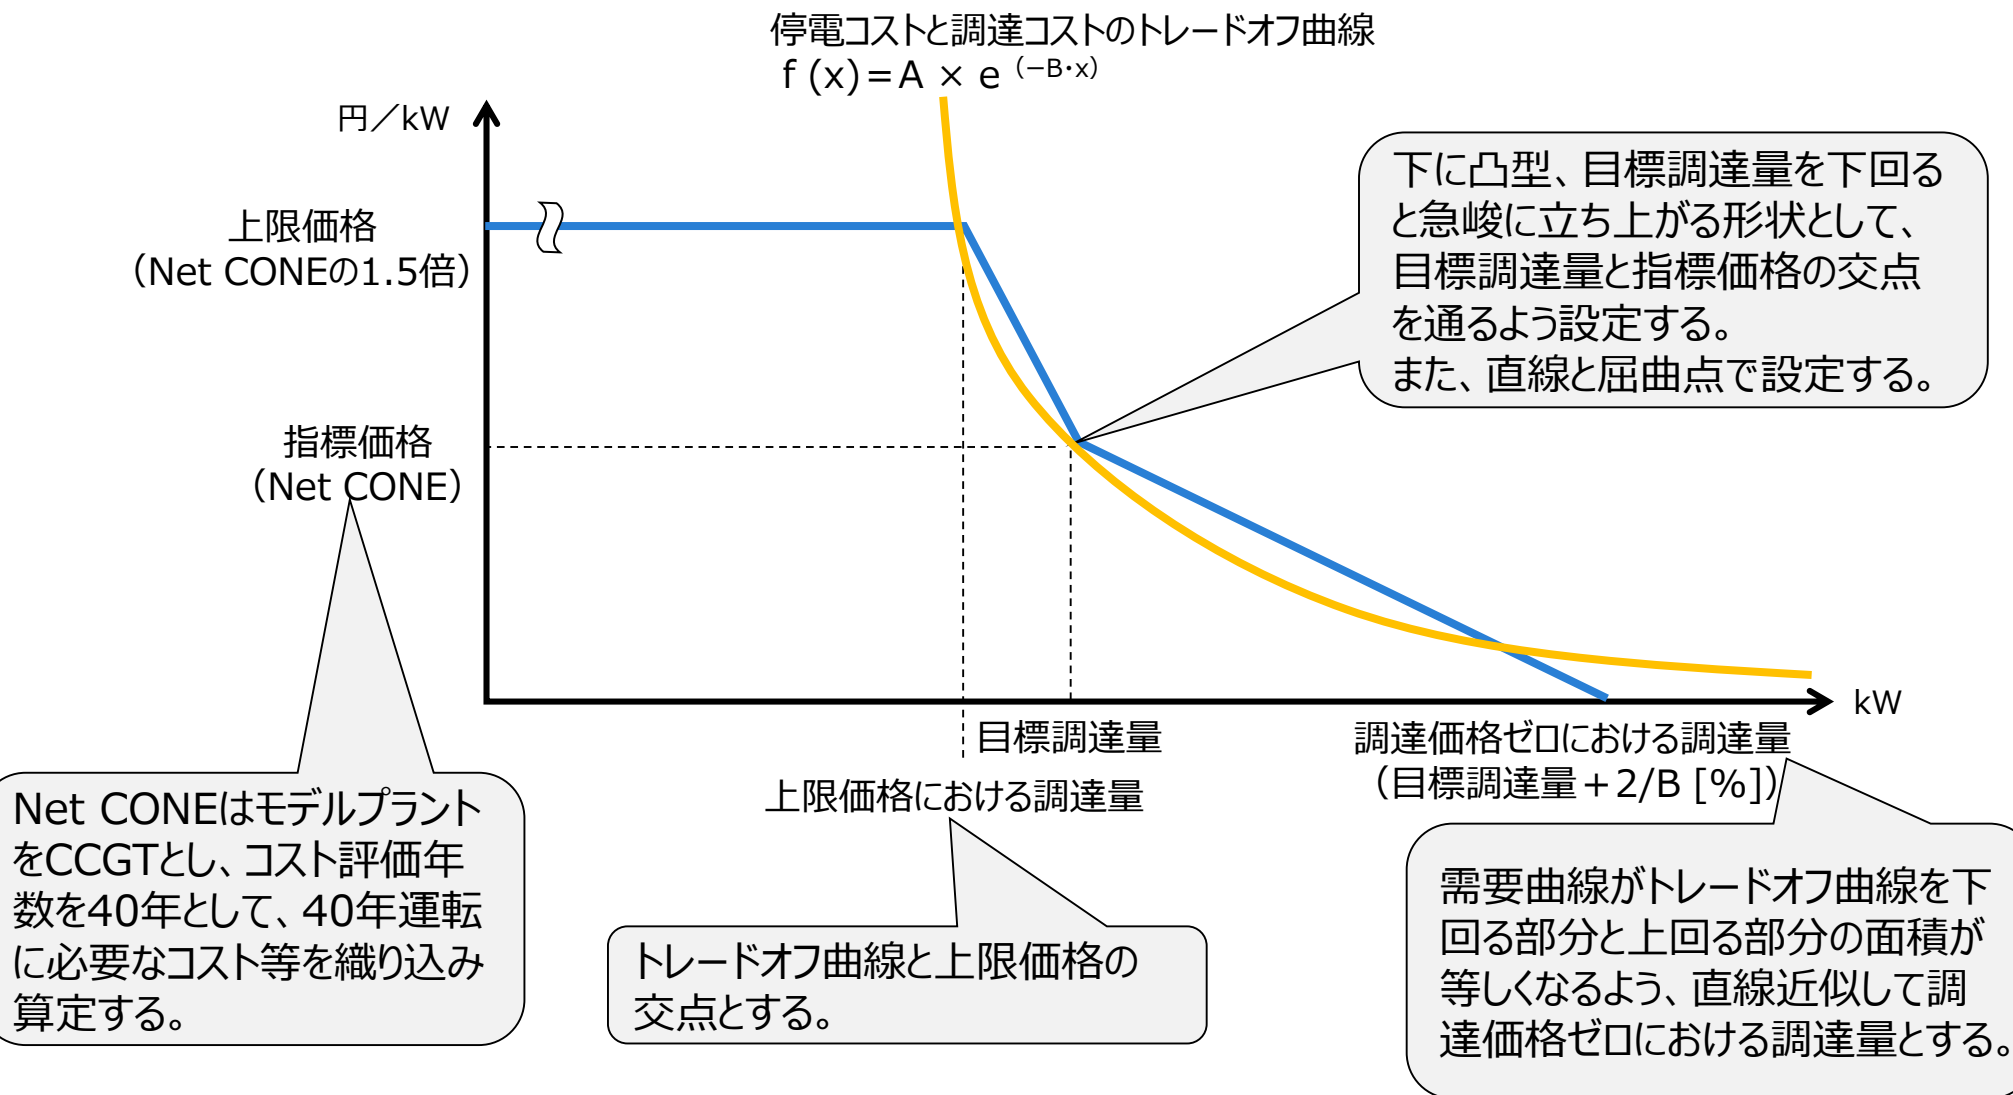 停電コストと調達コストのトレードオフ曲線
f (x)=A × e （−B・x）
円／kW
上限価格
（Net CONEの1.5倍）
下に凸型、目標調達量を下回る
と急峻に立ち上がる形状として、
目標調達量と指標価格の交点
を通るよう設定する。
また、直線と屈曲点で設定する。
指標価格
（Net CONE）
kW
目標調達量
調達価格ゼロにおける調達量
（目標調達量＋2/B [%]）
上限価格における調達量
Net CONEはモデルプラント
をCCGTとし、コスト評価年
数を40年として、40年運転
に必要なコスト等を織り込み
算定する。
トレードオフ曲線と上限価格の
交点とする。
需要曲線がトレードオフ曲線を下
回る部分と上回る部分の面積が
等しくなるよう、直線近似して調
達価格ゼロにおける調達量とする。